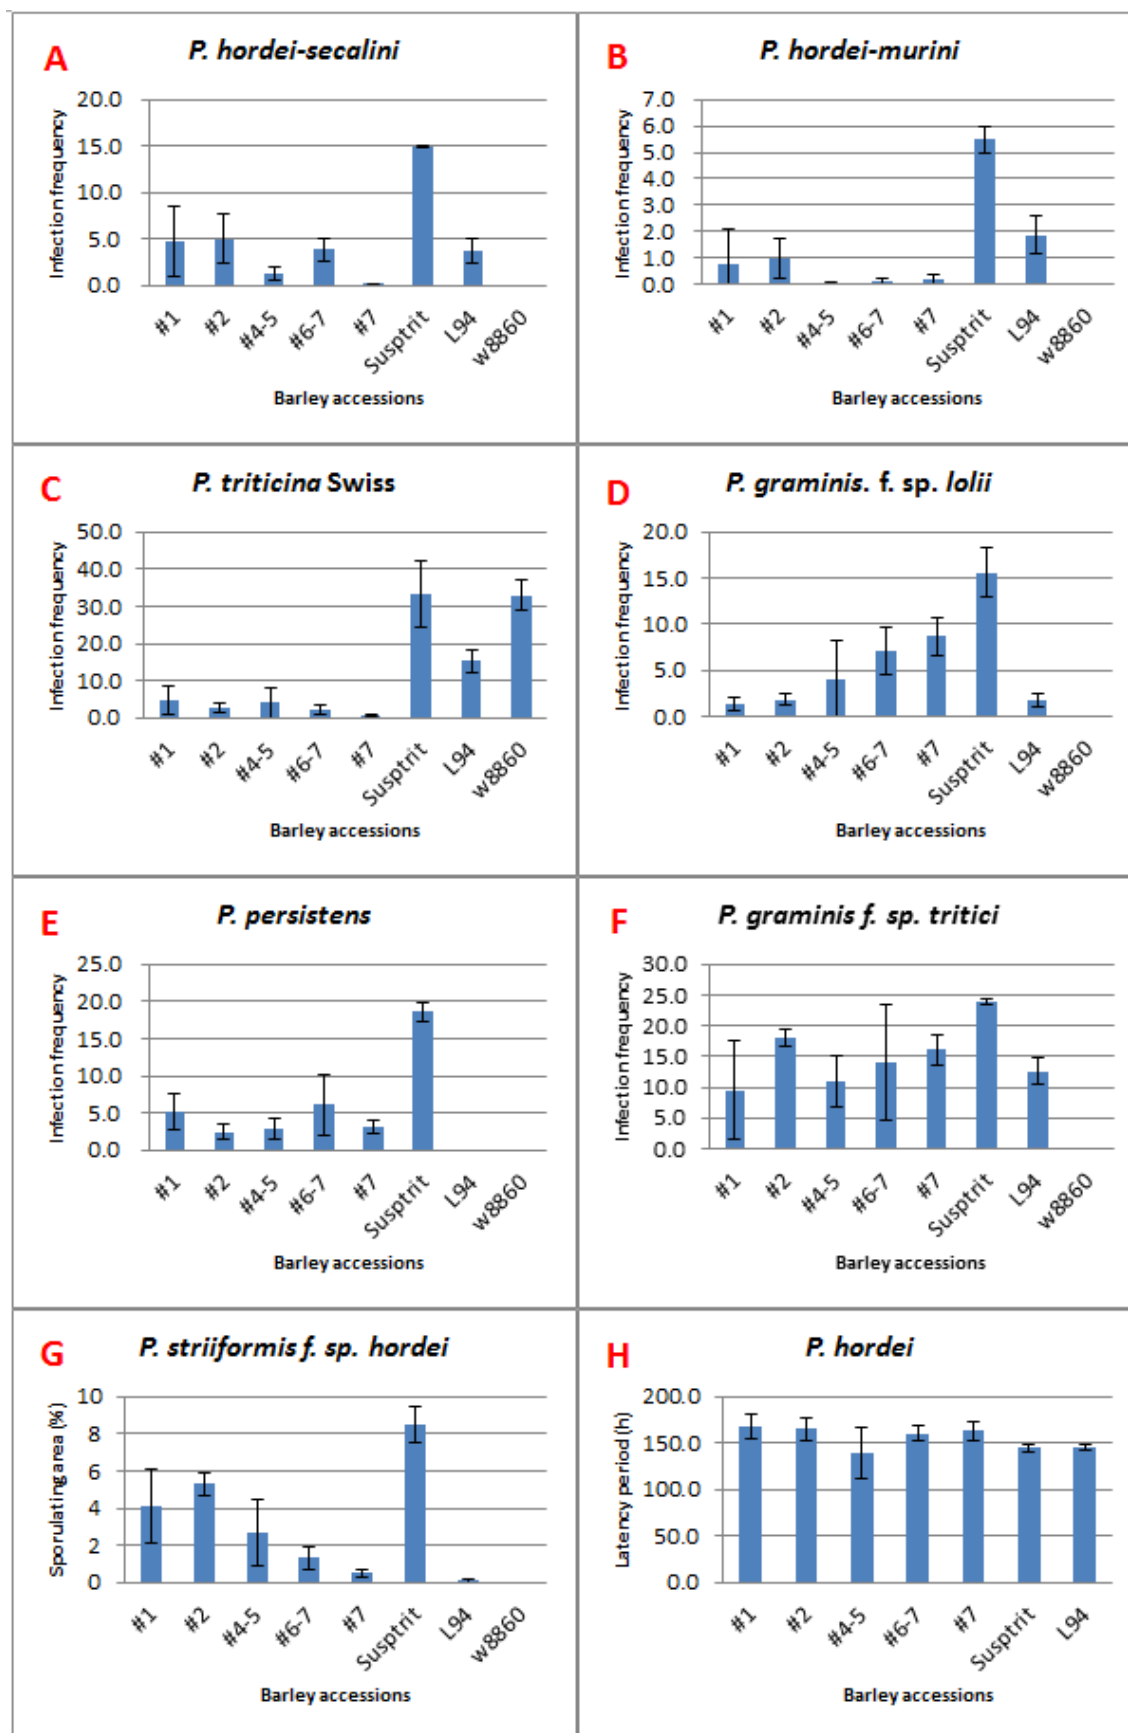 A
P. hordei-secalini
Infection frequency
20.0
15.0
10.0
5.0
0.0
#1
#2
#4-5
#6-7
#7
Susptrit
L94
w8860
Barley accessions
B
P. hordei-murini
Infection frequency
7.0
6.0
5.0
4.0
3.0
2.0
1.0
0.0
#1
#2
#4-5
#6-7
#7
Susptrit
L94
w8860
Barley accessions
C
P. triticina Swiss
Infection frequency
50.0
40.0
30.0
20.0
10.0
0.0
#1
#2
#4-5
#6-7
#7
Susptrit
L94
w8860
Barley accessions
D
P. graminis. f. sp. lolii
Infection frequency
20.0
15.0
10.0
5.0
0.0
#1
#2
#4-5
#6-7
#7
Susptrit
L94
w8860
Barley accessions
E
P. persistens
Infection frequency
25.0
20.0
15.0
10.0
5.0
0.0
#1
#2
#4-5
#6-7
#7
Susptrit
L94
w8860
Barley accessions
F
P. graminis f. sp. tritici
Infection frequency
30.0
25.0
20.0
15.0
10.0
5.0
0.0
#1
#2
#4-5
#6-7
#7
Susptrit
L94
w8860
Barley accessions
G
P. striiformis f. sp. hordei
Sporulating area (%)
10
8
6
4
2
0
#1
#2
#4-5
#6-7
#7
Susptrit
L94
w8860
Barley accessions
H
P. hordei
Latency period (h)
200.0
150.0
100.0
50.0
0.0
#1
#2
#4-5
#6-7
#7
Susptrit
L94
Barley accessions